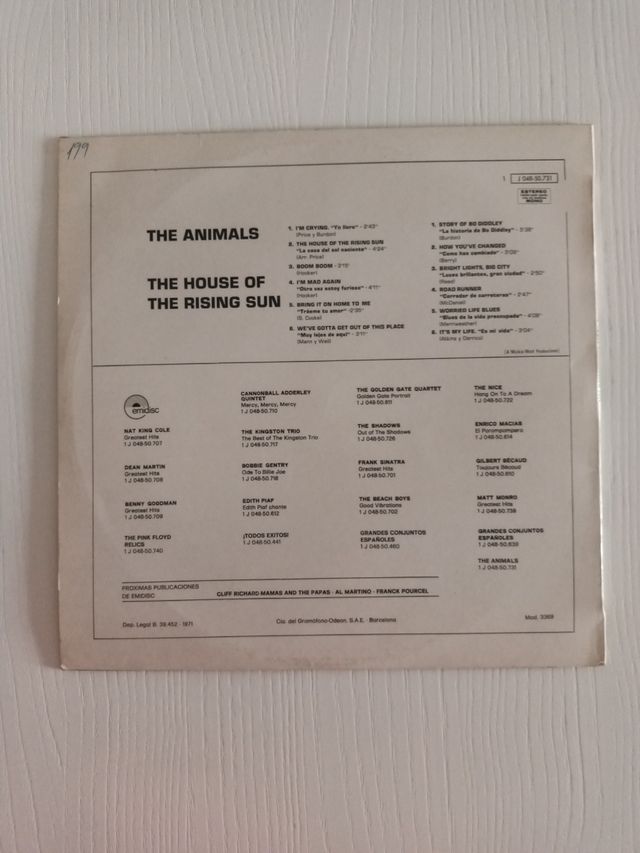 199
1 J 048-50.731
ESTEREO
MONO
THE ANIMALS
THE HOUSE OF
THE RISING SUN
1. I'M CRYING. "Yo lloro" - 2'43"
(Price y Burdon)
2. THE HOUSE OF THE RISING SUN
"La casa del sol naciente" - 4'24"
(Arr. Price)
3. BOOM BOOM - 3'15"
(Hooker)
4. I'M MAD AGAIN
"Otra vez estoy furioso" - 4'11"
(Hooker)
5. BRING IT ON HOME TO ME
"Tráeme tu amor" - 2'35"
(S. Cooke)
6. WE'VE GOTTA GET OUT OF THIS PLACE
"Muy lejos de aquí" - 3'11"
(Mann y Weil)
1. STORY OF BO DIDDLEY
"La historia de Bo Diddley" - 5'38"
(Burdon)
2. HOW YOU'VE CHANGED
"Como has cambiado" - 3'09"
(Berry)
3. BRIGHT LIGHTS, BIG CITY
"Luces brillantes, gran ciudad" - 2'50"
(Reed)
4. ROAD RUNNER
"Corredor de carreteras" - 2'47"
(McDaniel)
5. WORRIED LIFE BLUES
"Blues de la vida preocupada" - 4'08"
(Merriweather)
6. IT'S MY LIFE. "Es mi vida" - 3'04"
(Atkins y Derrico)
(A Mickie Most Production)
emidisc
NAT KING COLE
Greatest Hits
1 J 048-50.707
DEAN MARTIN
Greatest Hits
1 J 048-50.708
BENNY GOODMAN
Greatest Hits
1 J 048-50.709
THE PINK FLOYD
RELICS
1 J 048-50.740
CANNONBALL ADDERLEY
QUINTET
Mercy, Mercy, Mercy
1 J 048-50.710
THE KINGSTON TRIO
The Best of The Kingston Trio
1 J 048-50.717
BOBBIE GENTRY
Ode To Billie Joe
1 J 048-50.718
EDITH PIAF
Edith Piaf chante
1 J 048-50.612
¡TODOS EXITOS!
1 J 048-50.441
THE GOLDEN GATE QUARTET
Golden Gate Portrait
1 J 048-50.611
THE SHADOWS
Out of The Shadows
1 J 048-50.726
FRANK SINATRA
Greatest Hits
1 J 048-50.701
THE BEACH BOYS
Good Vibrations
1 J 048-50.702
GRANDES CONJUNTOS
ESPAÑOLES
1 J 048-50.460
THE NICE
Hang On To A Dream
1 J 048-50.722
ENRICO MACIAS
El Porompompero
1 J 048-50.614
GILBERT BÉCAUD
Toujours Bécaud
1 J 048-50.610
MATT MONRO
Greatest Hits
1 J 048-50.738
GRANDES CONJUNTOS
ESPAÑOLES
1 J 048-50.639
THE ANIMALS
1 J 048-50.731
PROXIMAS PUBLICACIONES
DE EMIDISC
CLIFF RICHARD MAMAS AND THE PAPAS - AL MARTINO - FRANCK POURCEL
Dep. Legal B. 39.452 - 1971
Cía. del Gramófono-Odeon, S.A.E. - Barcelona
Mod. 3369